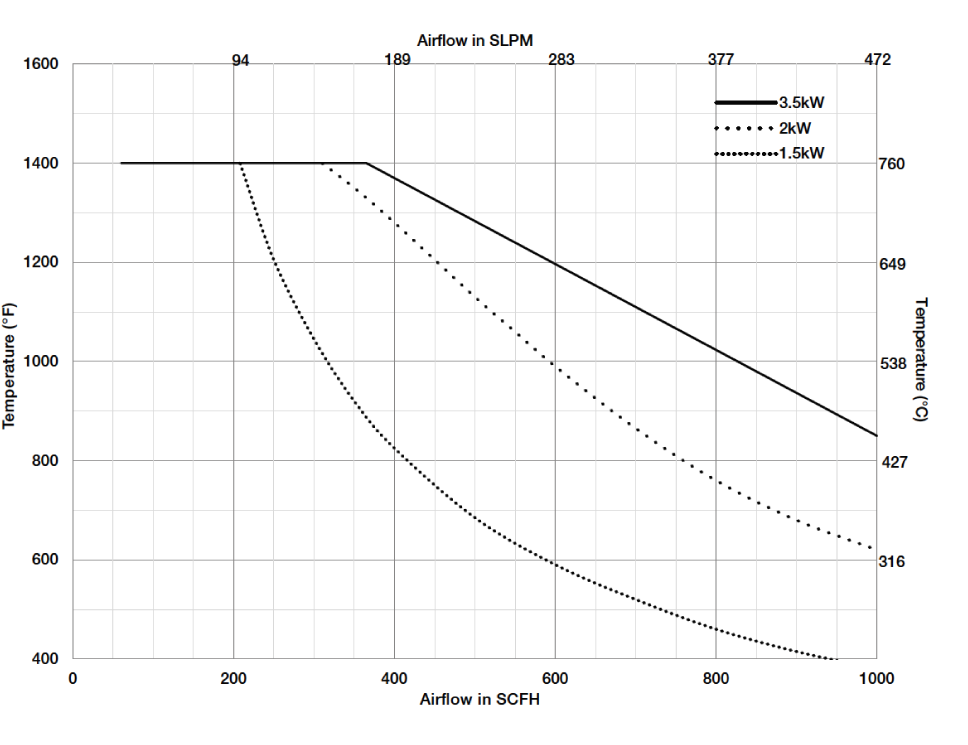 Airflow in SLPM
94 189 283 377 472
1600
3.5kW
2kW
1.5kW
1400 760
1200 649
Temperature (°F)
Temperature (°C)
1000 538
800 427
600 316
400
0 200 400 600 800 1000
Airflow in SCFH